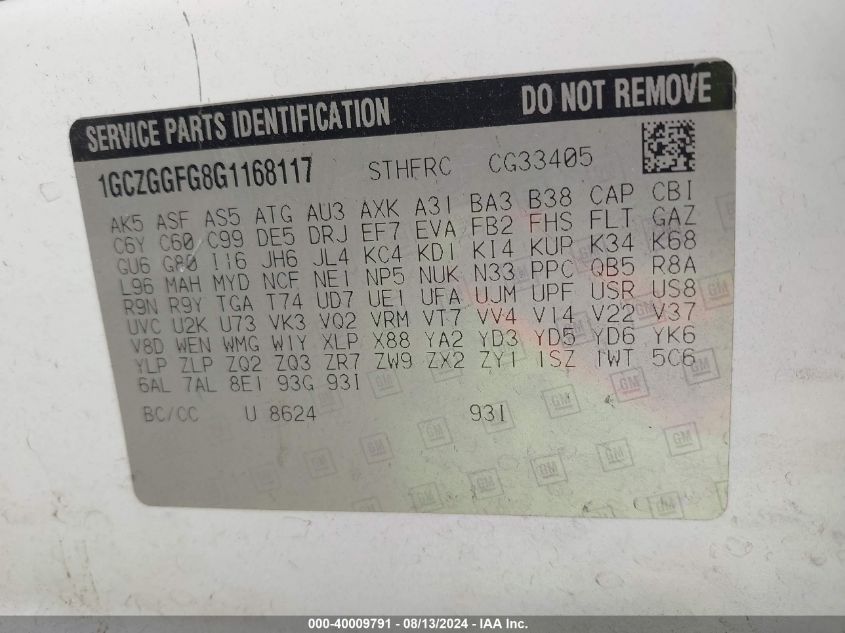 SERVICE PARTS IDENTIFICATION DO NOT REMOVE
1GCZGGFG8G1168117 STHFRC CG33405
AK5 ASF AS5 ATG AU3 AXK A31 BA3 B38 CAP CBI
C6Y C60 C99 DE5 DRJ EF7 EVA FB2 FHS FLT GAZ
GU6 G80 I16 JH6 JL4 KC4 KD1 KI4 KUP K34 K68
L96 MAH MYD NCF NE1 NP5 NUK N33 PPC QB5 R8A
R9N R9Y TGA T74 UD7 UE1 UFA UJM UPF USR US8
UVC U2K U73 VK3 VQ2 VRM VT7 VV4 V14 V22 V37
V8D WEN WMG W1Y XLP X88 YA2 YD3 YD5 YD6 YK6
YLP ZLP ZQ2 ZQ3 ZR7 ZW9 ZX2 ZY1 1SZ 1WT 5C6
6AL 7AL 8E1 93G 93I
BC/CC U 8624 93I
000-40009791 - 08/13/2024 - IAA Inc.